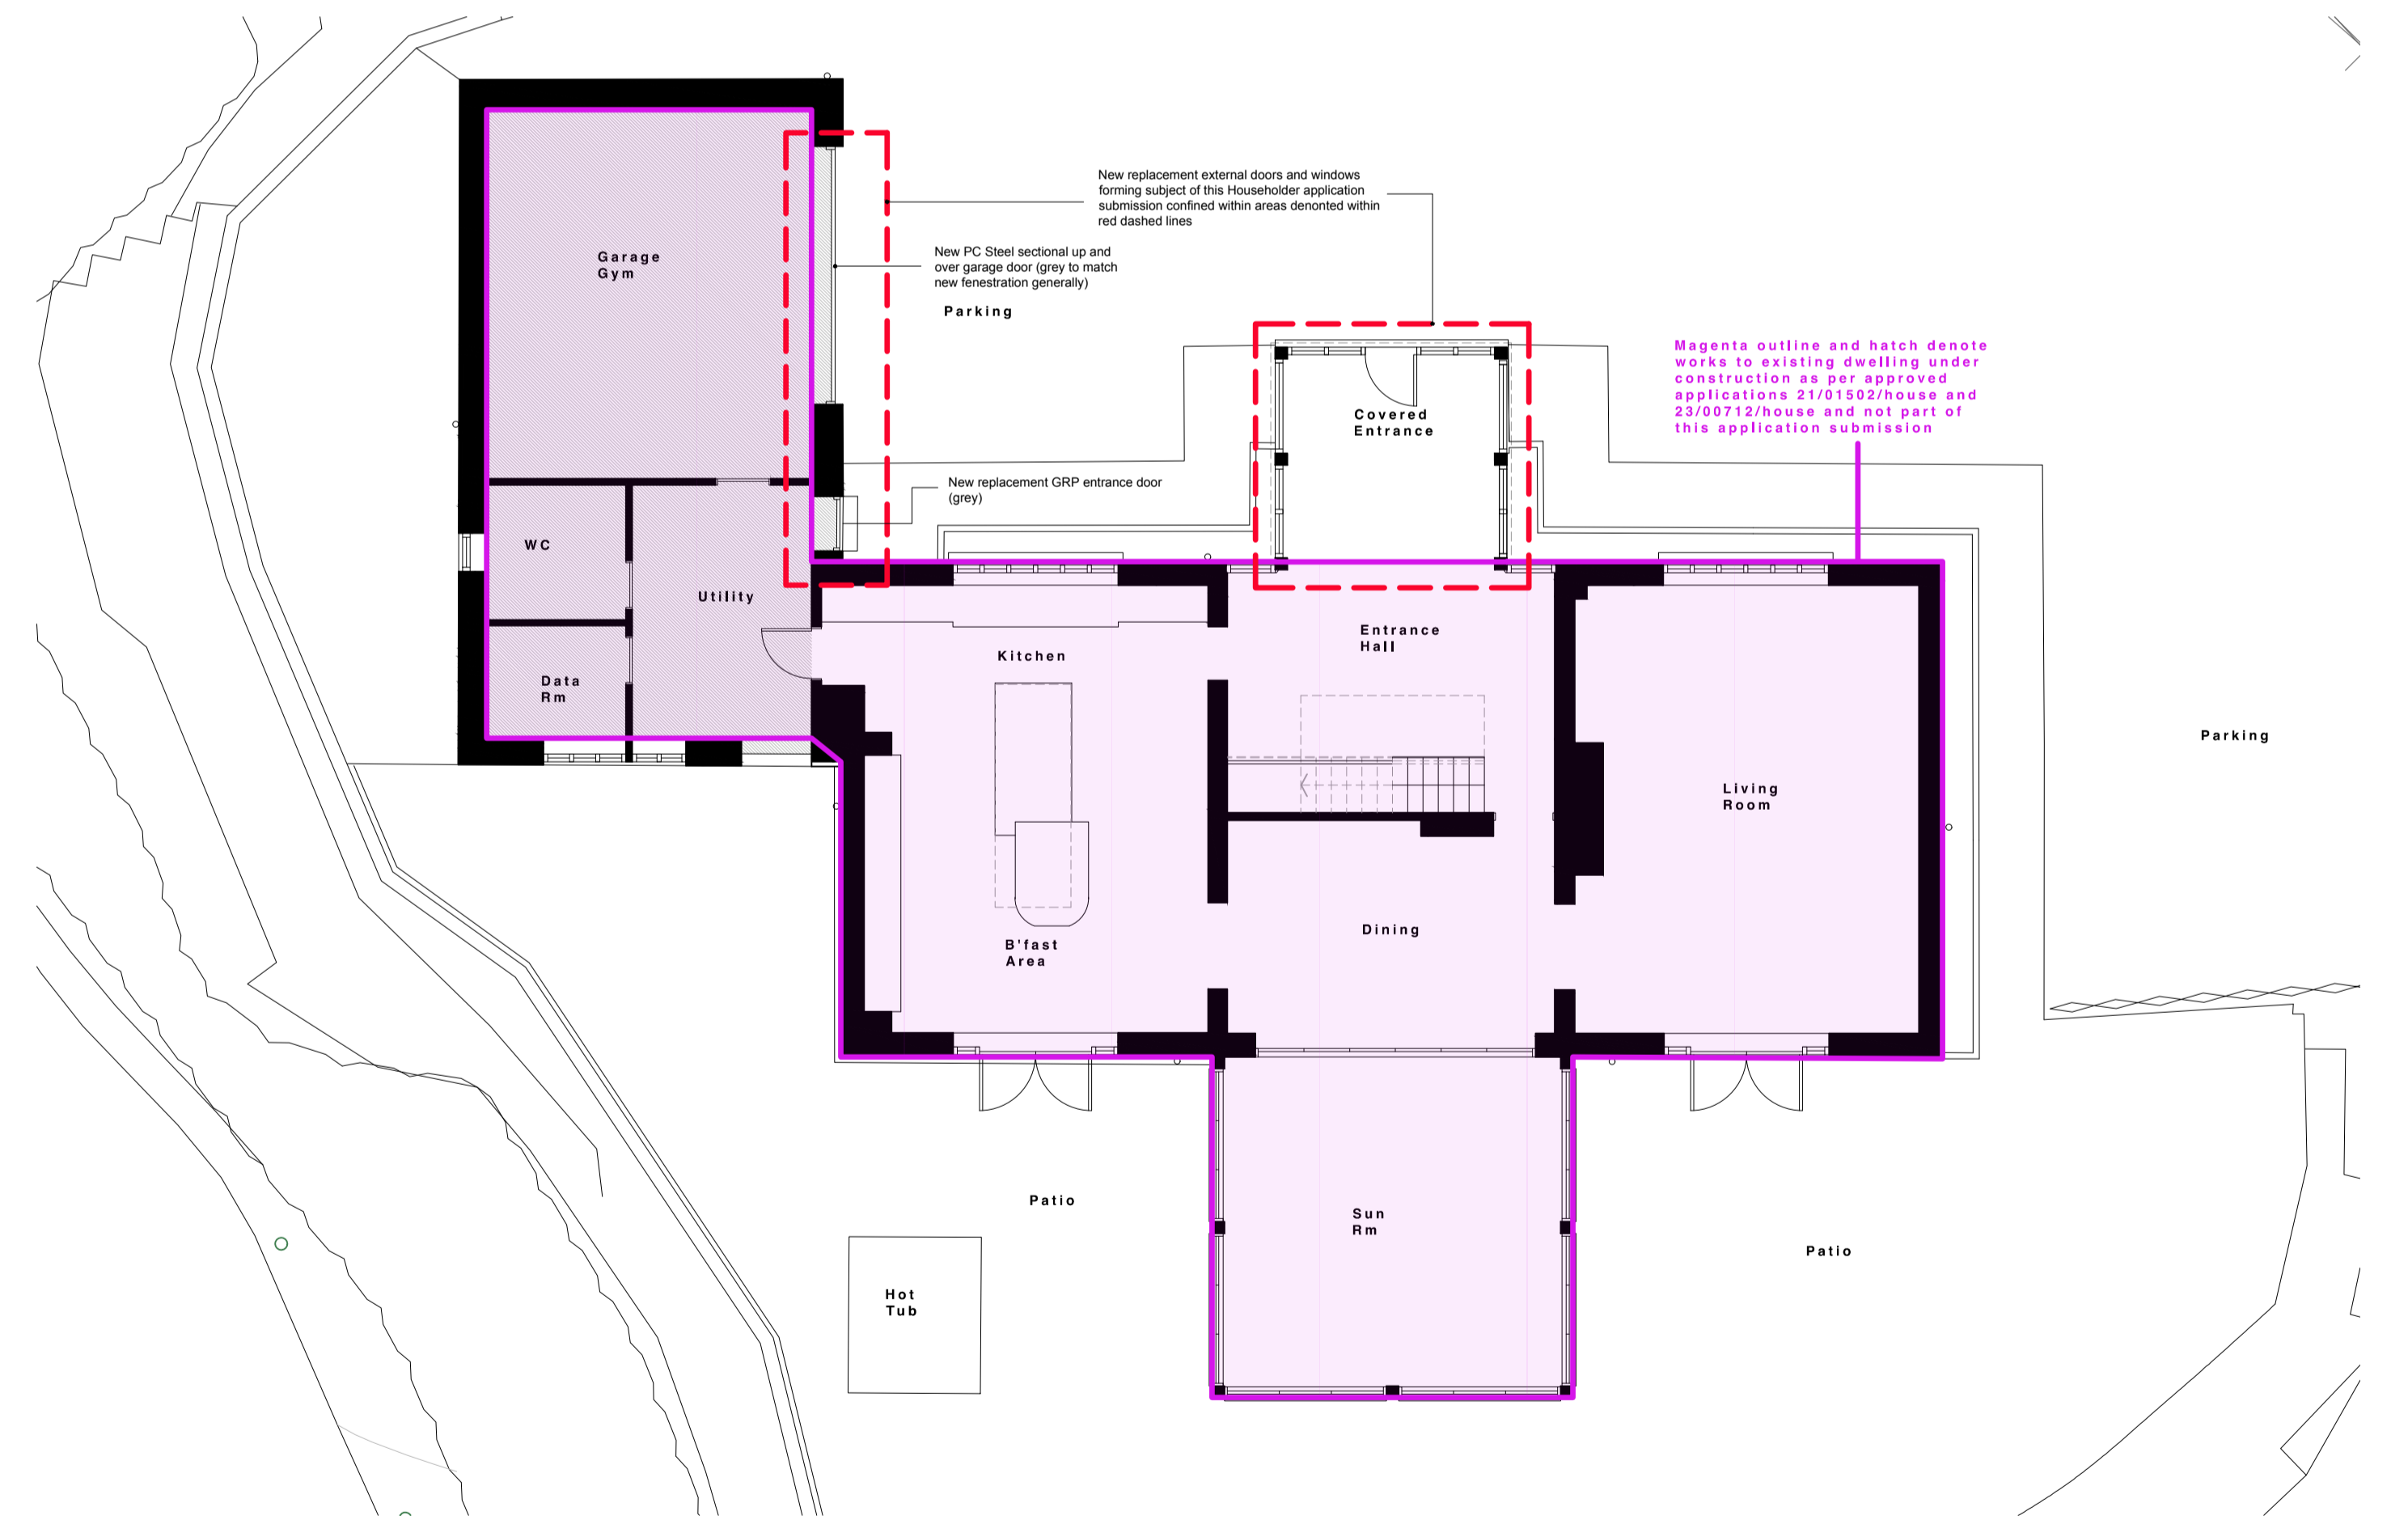 New replacement external doors and windows
forming subject of this Householder application
submission confined within areas denonted within
red dashed lines
New PC Steel sectional up and
over garage door (grey to match
new fenestration generally)
Garage
Gym
Parking
Magenta outline and hatch denote
works to existing dwelling under
construction as per approved
applications 21/01502/house and
23/00712/house and not part of
this application submission
Covered
Entrance
New replacement GRP entrance door
(grey)
WC
Utility
Entrance
Hall
Kitchen
Data
Rm
Parking
Living
Room
Dining
B'fast
Area
Patio
Sun
Rm
Patio
Hot
Tub